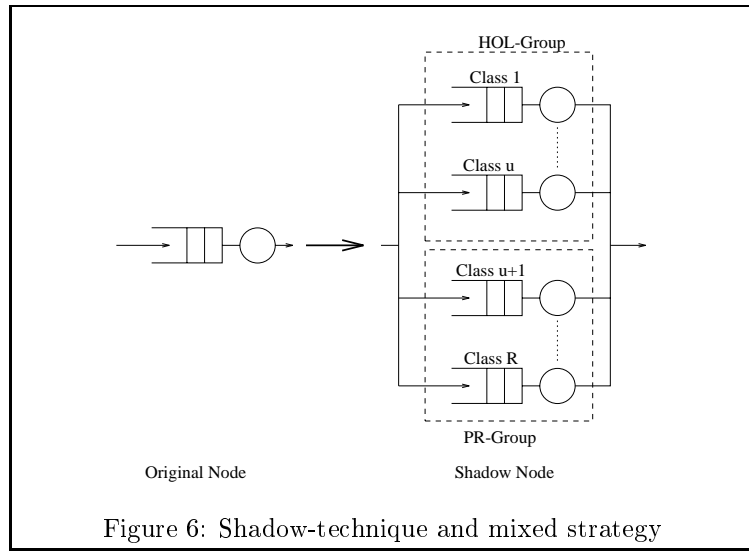 HOL-Group
Class 1
Class u
Class u+1
Class R
PR-Group
Original Node
Shadow Node
Figure 6: Shadow-technique and mixed strategy